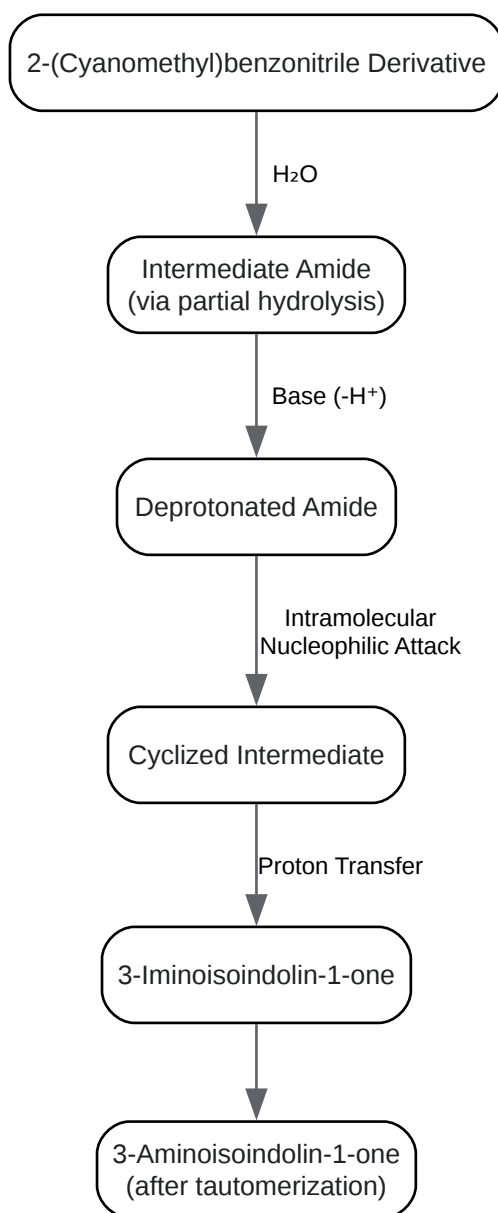 2-(Cyanomethyl)benzonitrile Derivative
H₂O
Intermediate Amide
(via partial hydrolysis)
Base (-H⁺)
Deprotonated Amide
Intramolecular
Nucleophilic Attack
Cyclized Intermediate
Proton Transfer
3-Iminoisoindolin-1-one
3-Aminoisoindolin-1-one
(after tautomerization)